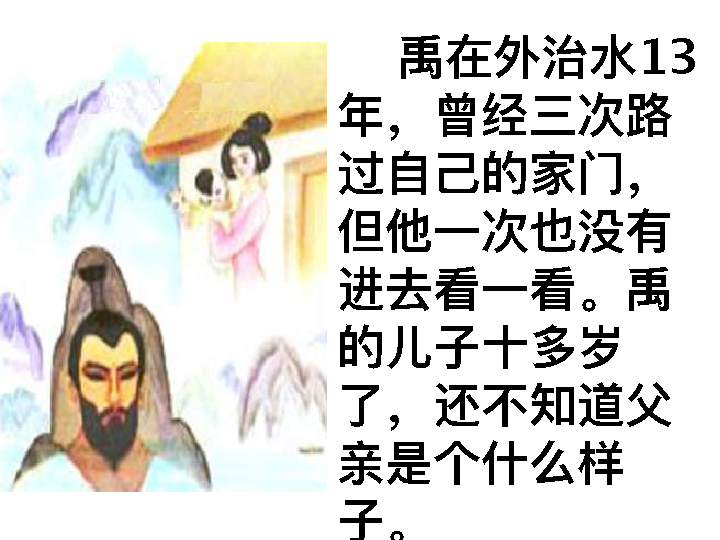 禹在外治水13
年，曾经三次路
过自己的家门，
但他一次也没有
进去看一看。禹
的儿子十多岁
了，还不知道父
亲是个什么样
子。